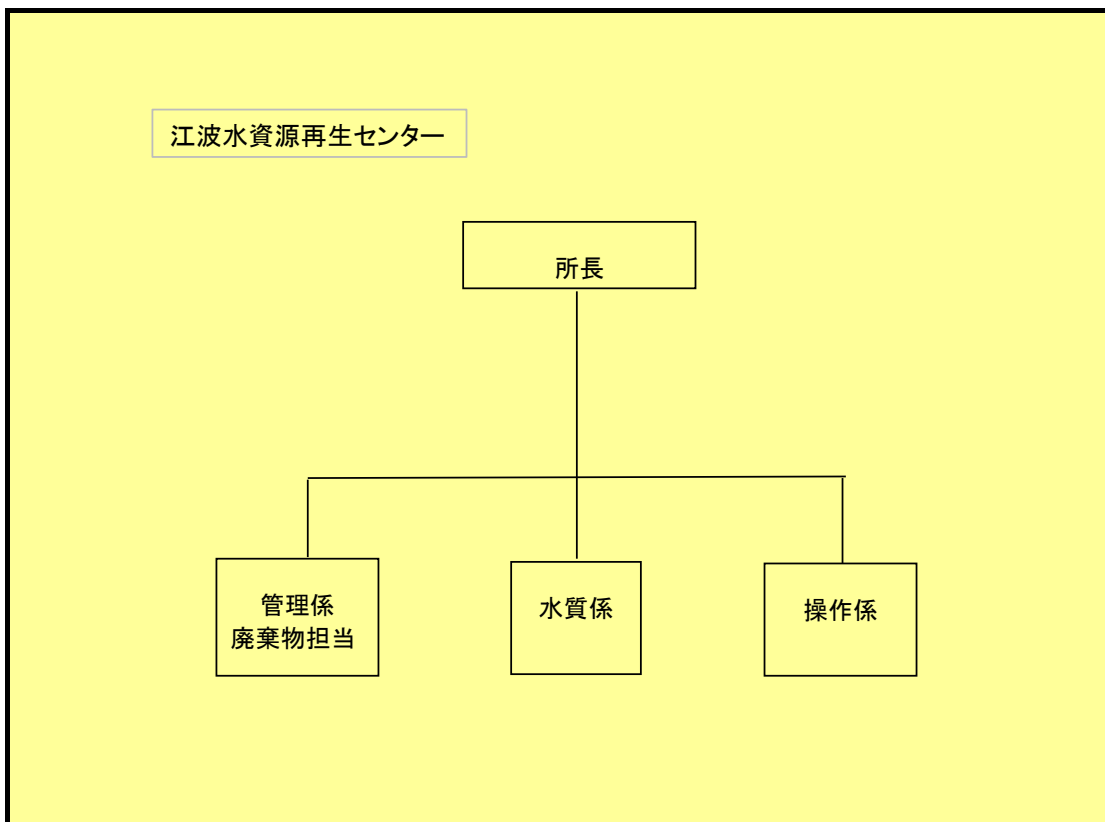 江波水資源再生センター
所長
管理係
廃棄物担当
水質係
操作係